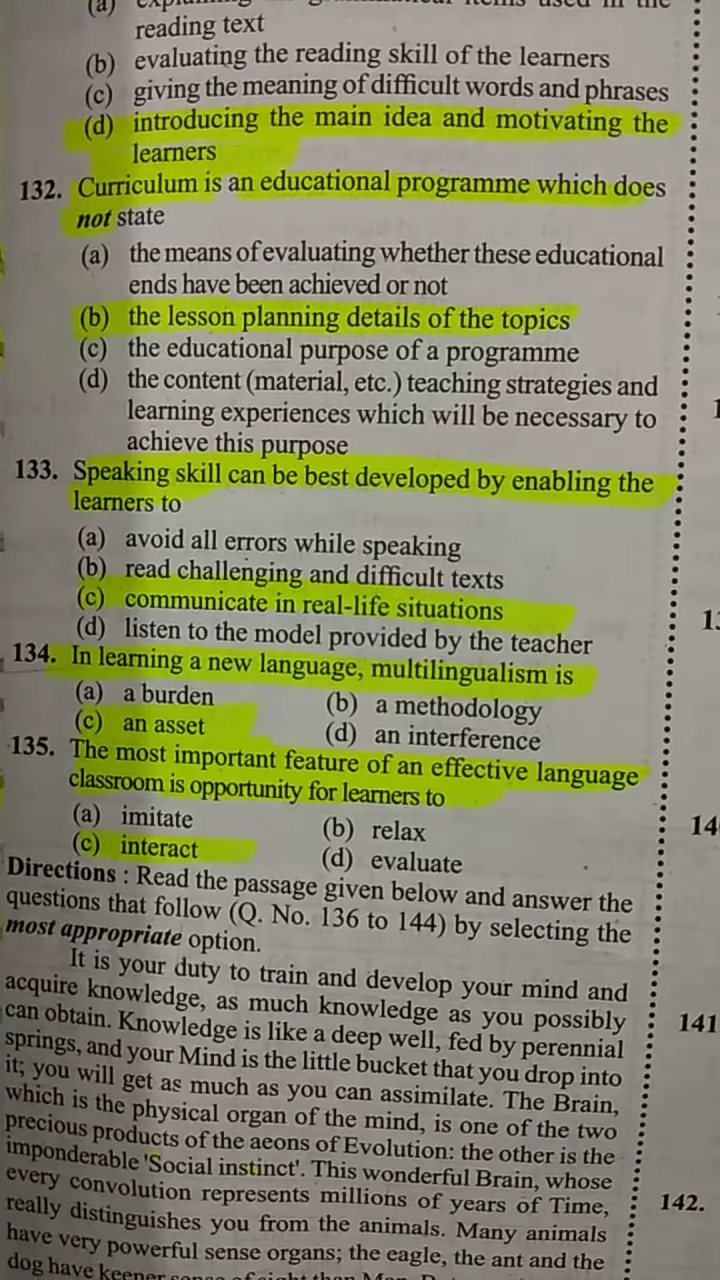 (a) explaining the grammatical items used in the
reading text
(b) evaluating the reading skill of the learners
(c) giving the meaning of difficult words and phrases
(d) introducing the main idea and motivating the
learners
132. Curriculum is an educational programme which does
not state
(a) the means of evaluating whether these educational
ends have been achieved or not
(b) the lesson planning details of the topics
(c) the educational purpose of a programme
(d) the content (material, etc.) teaching strategies and
learning experiences which will be necessary to
achieve this purpose
133. Speaking skill can be best developed by enabling the
learners to
(a) avoid all errors while speaking
(b) read challenging and difficult texts
(c) communicate in real-life situations
(d) listen to the model provided by the teacher
134. In learning a new language, multilingualism is
(a) a burden (b) a methodology
(c) an asset (d) an interference
135. The most important feature of an effective language
classroom is opportunity for learners to
(a) imitate (b) relax
(c) interact (d) evaluate
Directions : Read the passage given below and answer the
questions that follow (Q. No. 136 to 144) by selecting the
most appropriate option.
It is your duty to train and develop your mind and
acquire knowledge, as much knowledge as you possibly
can obtain. Knowledge is like a deep well, fed by perennial
springs, and your Mind is the little bucket that you drop into
it; you will get as much as you can assimilate. The Brain,
which is the physical organ of the mind, is one of the two
precious products of the aeons of Evolution: the other is the
imponderable 'Social instinct'. This wonderful Brain, whose
every convolution represents millions of years of Time,
really distinguishes you from the animals. Many animals
have very powerful sense organs; the eagle, the ant and the
dog have keener sense of sight than Man.
141
142.